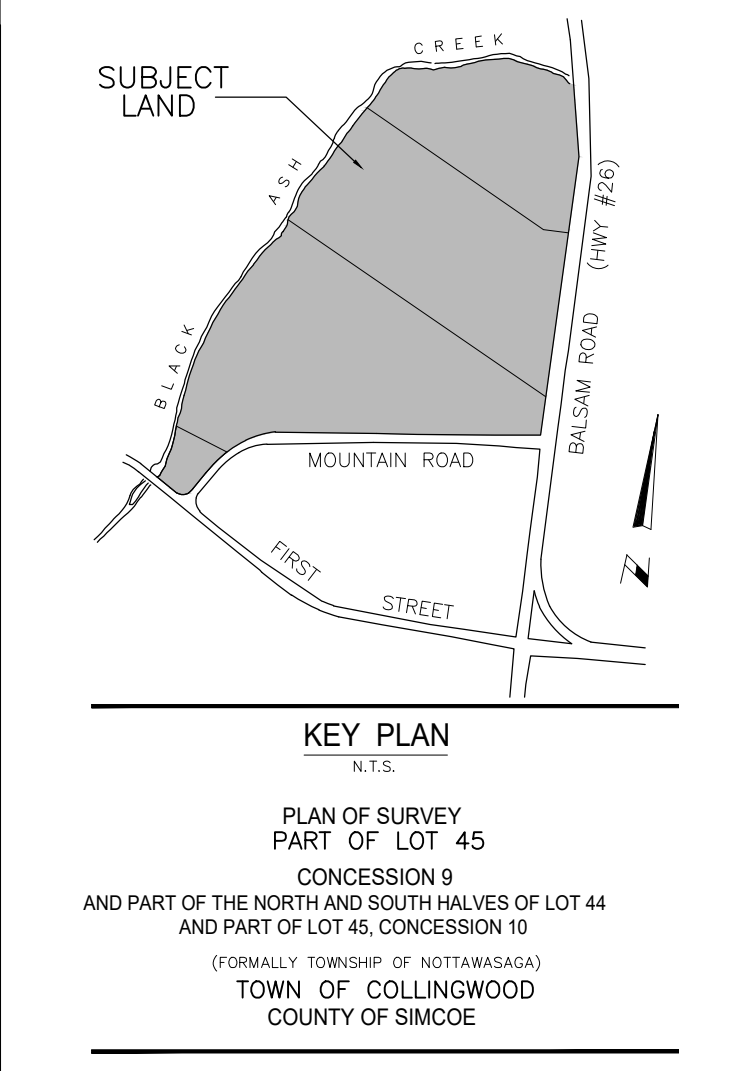 CREEK
SUBJECT
LAND
ASH
(HWY #26)
BLACK
BALSAM ROAD
MOUNTAIN ROAD
FIRST
STREET
N
KEY PLAN
N.T.S.
PLAN OF SURVEY
PART OF LOT 45
CONCESSION 9
AND PART OF THE NORTH AND SOUTH HALVES OF LOT 44
AND PART OF LOT 45, CONCESSION 10
(FORMALLY TOWNSHIP OF NOTTAWASAGA)
TOWN OF COLLINGWOOD
COUNTY OF SIMCOE